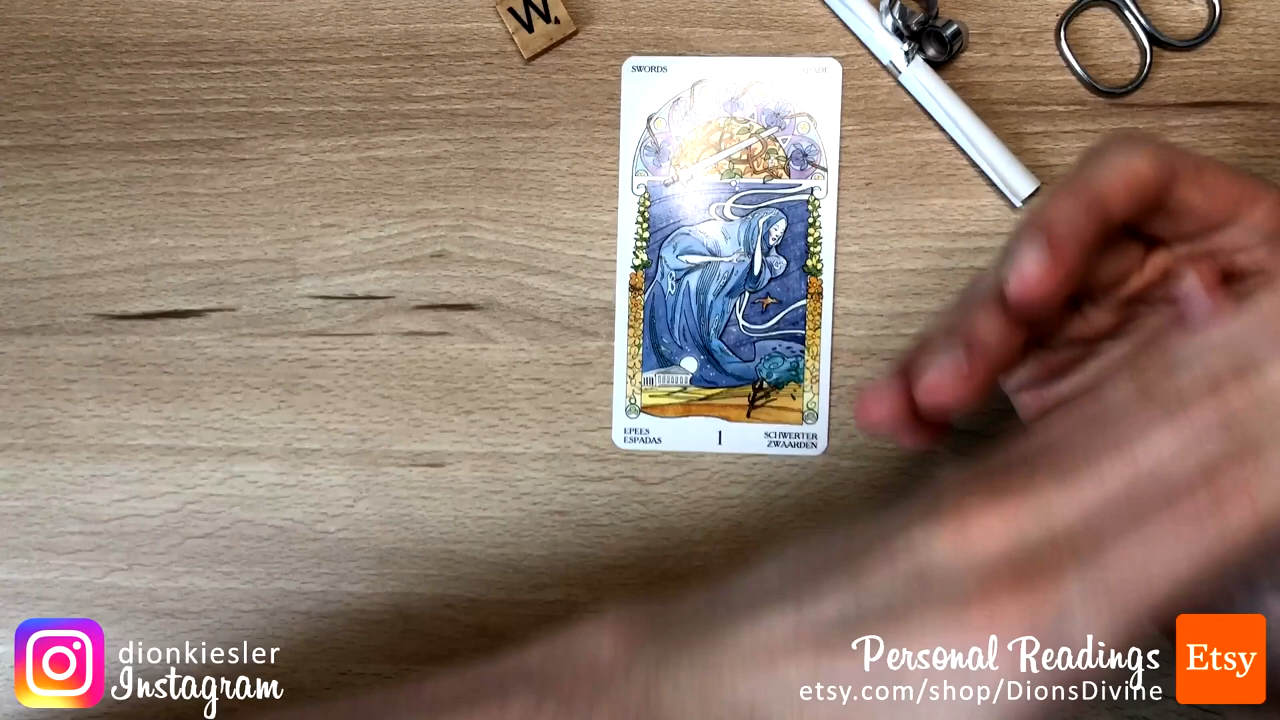 W
SWORDS
EPEES
ESPADAS
I
SCHWERTER
ZWAARDEN
dionkiesler
Instagram
Personal Readings
etsy.com/shop/DionsDivine
Etsy